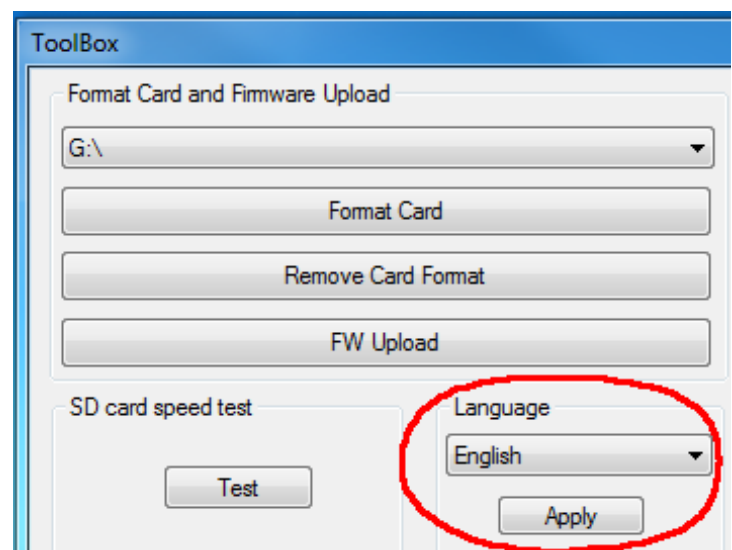 ToolBox
Format Card and Firmware Upload
G:\
Format Card
Remove Card Format
FW Upload
SD card speed test
Language
English
Test
Apply